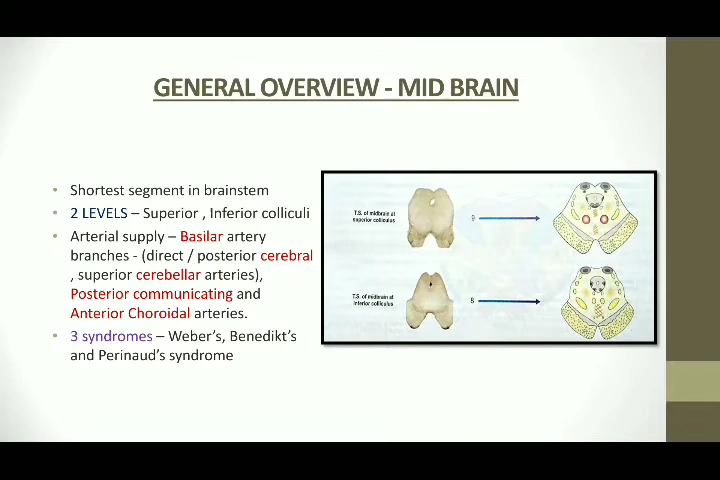 GENERAL OVERVIEW - MID BRAIN
• Shortest segment in brainstem
• 2 LEVELS – Superior , Inferior colliculi
• Arterial supply – Basilar artery
branches - (direct / posterior cerebral
, superior cerebellar arteries),
Posterior communicating and
Anterior Choroidal arteries.
• 3 syndromes – Weber's, Benedikt's
and Perinaud's syndrome
T.S. of midbrain at
superior colliculus
9
T.S. of midbrain at
inferior colliculus
8